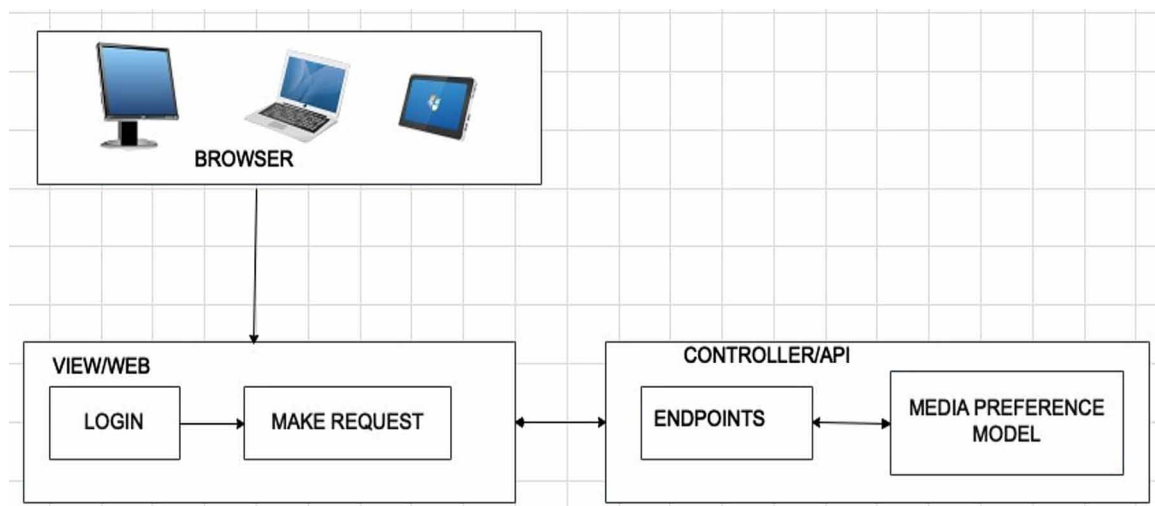 BROWSER
VIEW/WEB
LOGIN
MAKE REQUEST
CONTROLLER/API
ENDPOINTS
MEDIA PREFERENCE
MODEL